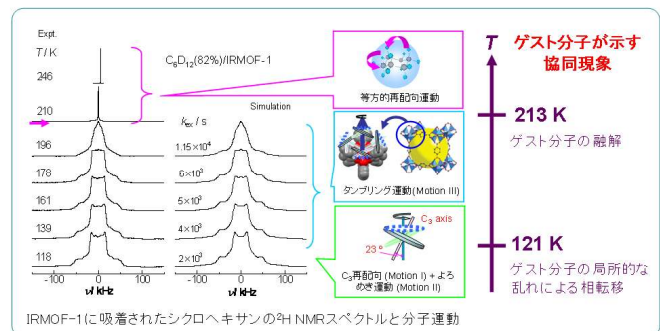 Expt.
T / K
C₆D₁₂(82%)/IRMOF-1
246
210
Simulation
k_ex / s
196
1.15×10⁴
178
6×10³
161
5×10³
139
4×10³
118
2×10³
-100 0 100
-100 0 100
ν/ kHz
ν/ kHz
等方的再配向運動
タンブリング運動(Motion III)
C₃ axis
23°
C₃再配向 (Motion I) + よろ
めき運動 (Motion II)
T
ゲスト分子が示す
協同現象
213 K
ゲスト分子の融解
121 K
ゲスト分子の局所的な
乱れによる相転移
IRMOF-1に吸着されたシクロヘキサンの²H NMRスペクトルと分子運動